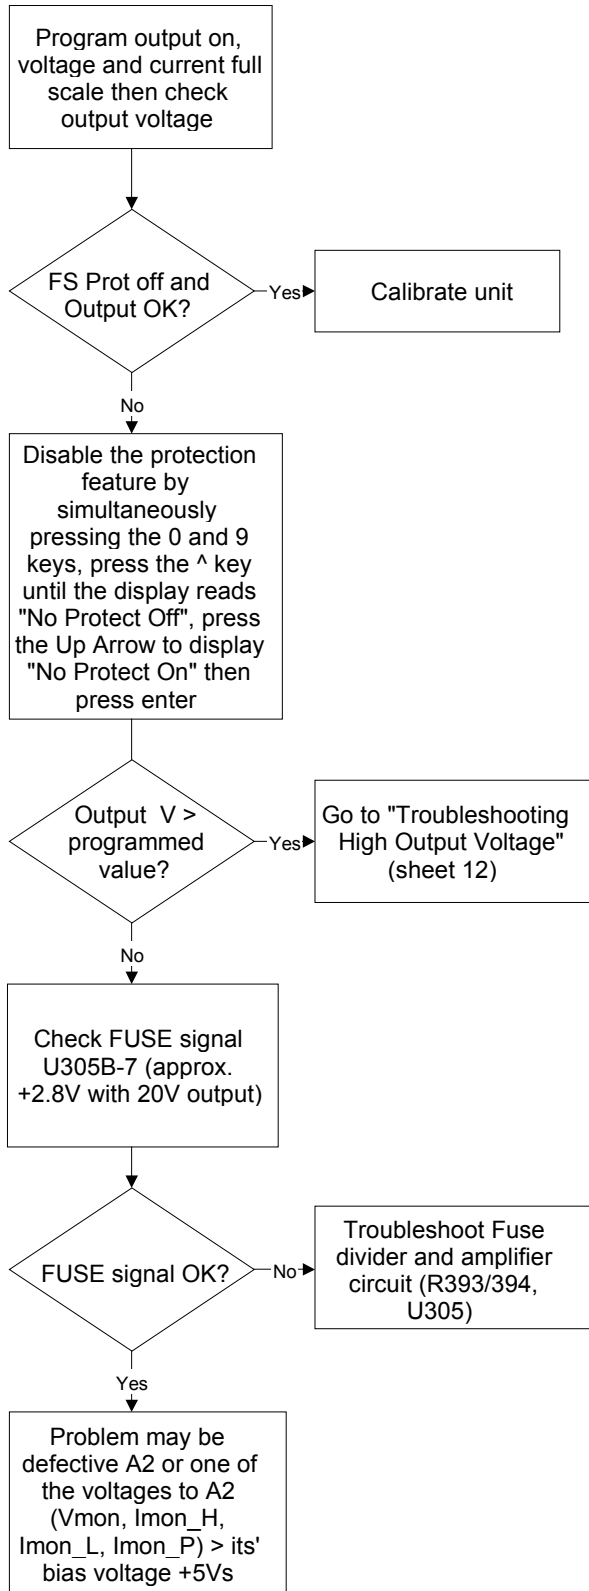 Program output on,
voltage and current full
scale then check
output voltage
FS Prot off and
Output OK?
Yes
Calibrate unit
No
Disable the protection
feature by
simultaneously
pressing the 0 and 9
keys, press the ^ key
until the display reads
"No Protect Off", press
the Up Arrow to display
"No Protect On" then
press enter
Output V >
programmed
value?
Yes
Go to "Troubleshooting
High Output Voltage"
(sheet 12)
No
Check FUSE signal
U305B-7 (approx.
+2.8V with 20V output)
FUSE signal OK?
No
Troubleshoot Fuse
divider and amplifier
circuit (R393/394,
U305)
Yes
Problem may be
defective A2 or one of
the voltages to A2
(Vmon, Imon_H,
Imon_L, Imon_P) > its'
bias voltage +5Vs